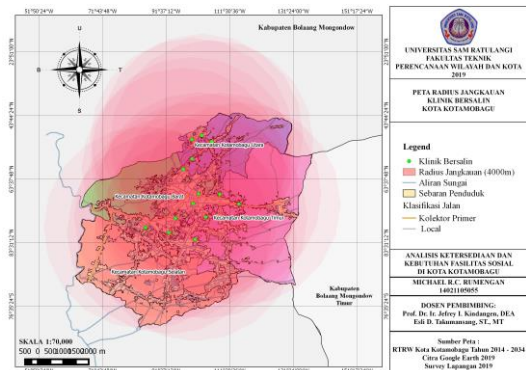 Kabupaten Bolaang Mongondow
U
B
T
S
Kecamatan Kotamobagu Utara
Kecamatan Kotamobagu Barat
Kecamatan Kotamobagu Timur
Kecamatan Kotamobagu Selatan
Kabupaten
Bolaang Mongondow
Timur
SKALA 1:70,000
UNIVERSITAS SAM RATULANGI
FAKULTAS TEKNIK
PERENCANAAN WILAYAH DAN KOTA
2019
PETA RADIUS JANGKAUAN
KLINIK BERSALIN
KOTA KOTAMOBAGU
Legend
Klinik Bersalin
Radius Jangkauan (4000m)
Aliran Sungai
Sebaran Penduduk
Klasifikasi Jalan
Kolektor Primer
Local
ANALISIS KETERSEDIAAN DAN
KEBUTUHAN FASILITAS SOSIAL
DI KOTA KOTAMOBAGU
MICHAEL R.C. RUMENGAN
14021105055
DOSEN PEMBIMBING:
Prof. Dr. Ir. Jefrey I. Kindangen, DEA
Esli D. Takumansang, ST., MT
Sumber Peta :
RTRW Kota Kotamobagu Tahun 2014 - 2034
Citra Google Earth 2019
Survey Lapangan 2019